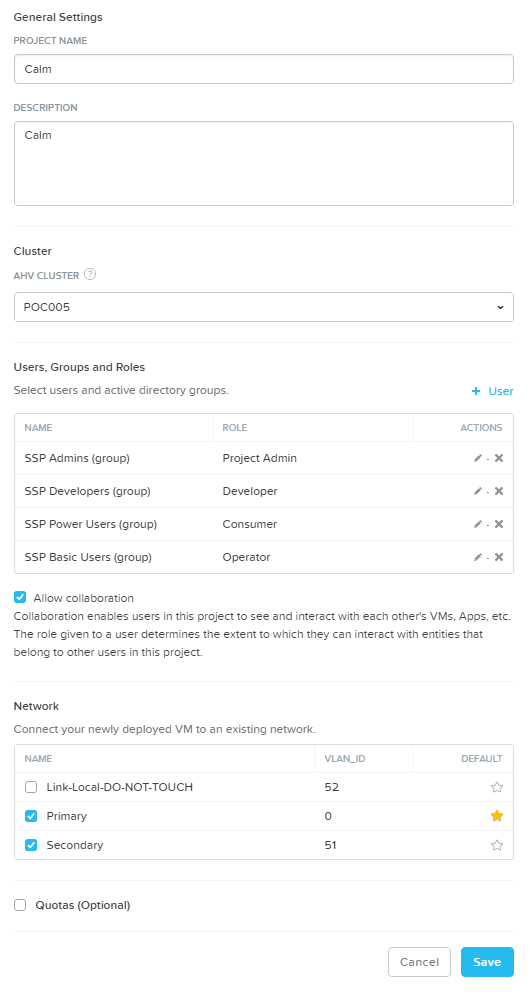 General Settings
PROJECT NAME
Calm
DESCRIPTION
Calm
Cluster
AHV CLUSTER ?
POC005
Users, Groups and Roles
Select users and active directory groups.
+ User
NAME ROLE ACTIONS
SSP Admins (group) Project Admin
SSP Developers (group) Developer
SSP Power Users (group) Consumer
SSP Basic Users (group) Operator
Allow collaboration
Collaboration enables users in this project to see and interact with each other's VMs, Apps, etc.
The role given to a user determines the extent to which they can interact with entities that
belong to other users in this project.
Network
Connect your newly deployed VM to an existing network.
NAME VLAN_ID DEFAULT
Link-Local-DO-NOT-TOUCH 52
Primary 0
Secondary 51
Quotas (Optional)
Cancel Save